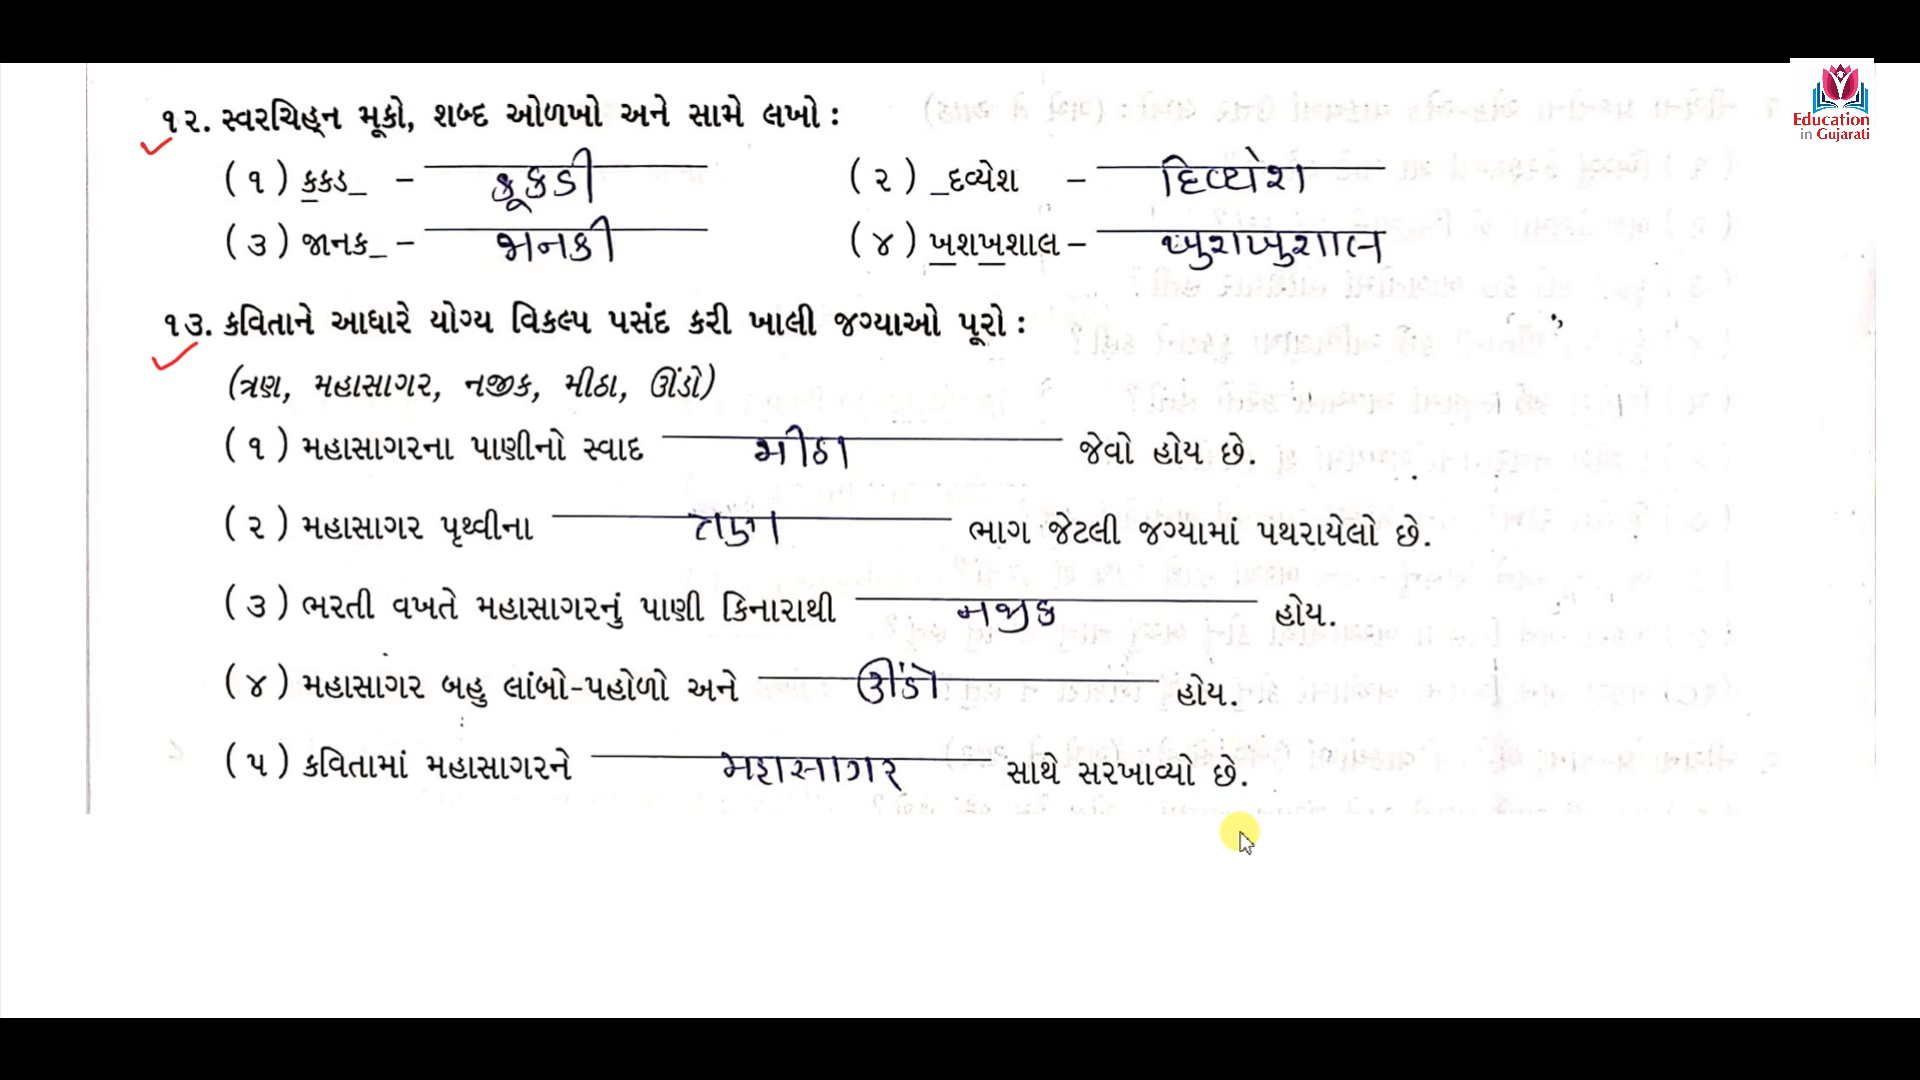 ૧૨. સ્વરચિહ્ન મૂકો, શબ્દ ઓળખો અને સામે લખો :
(૧) કકડ_ – કૂકડી (૨) _દવ્યેશ – દિવ્યેશ
(૩) જાનક_ – જાનકી (૪) ખશખશાલ – ખુશખુશાલ
૧૩. કવિતાને આધારે યોગ્ય વિકલ્પ પસંદ કરી ખાલી જગ્યાઓ પૂરો :
(ત્રણ, મહાસાગર, નજીક, મીઠા, ઊંડો)
(૧) મહાસાગરના પાણીનો સ્વાદ મીઠા જેવો હોય છે.
(૨) મહાસાગર પૃથ્વીના ત્રણ ભાગ જેટલી જગ્યામાં પથરાયેલો છે.
(૩) ભરતી વખતે મહાસાગરનું પાણી કિનારાથી નજીક હોય.
(૪) મહાસાગર બહુ લાંબો-પહોળો અને ઊંડો હોય.
(૫) કવિતામાં મહાસાગરને મહાસાગર સાથે સરખાવ્યો છે.
Education
in Gujarati